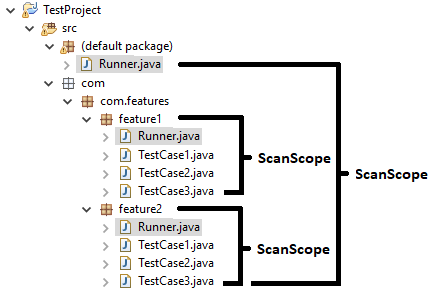 TestProject
src
(default package)
Runner.java
com
com.features
feature1
Runner.java
TestCase1.java
TestCase2.java
TestCase3.java
ScanScope
ScanScope
feature2
Runner.java
TestCase1.java
TestCase2.java
TestCase3.java
ScanScope